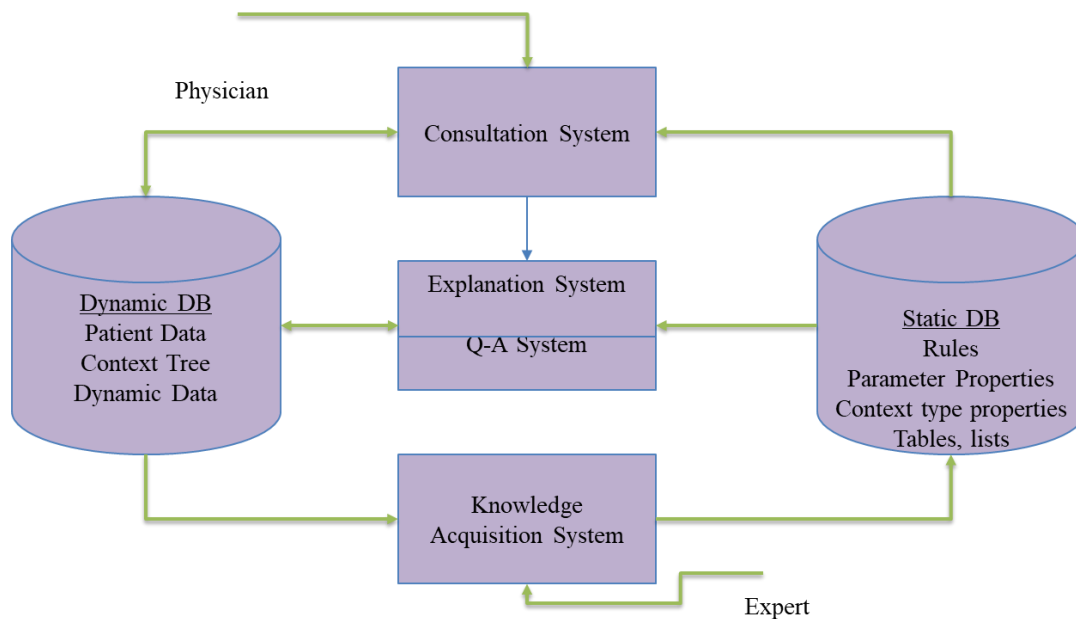 Physician
Consultation System
Explanation System
Q-A System
Dynamic DB
Patient Data
Context Tree
Dynamic Data
Static DB
Rules
Parameter Properties
Context type properties
Tables, lists
Knowledge
Acquisition System
Expert